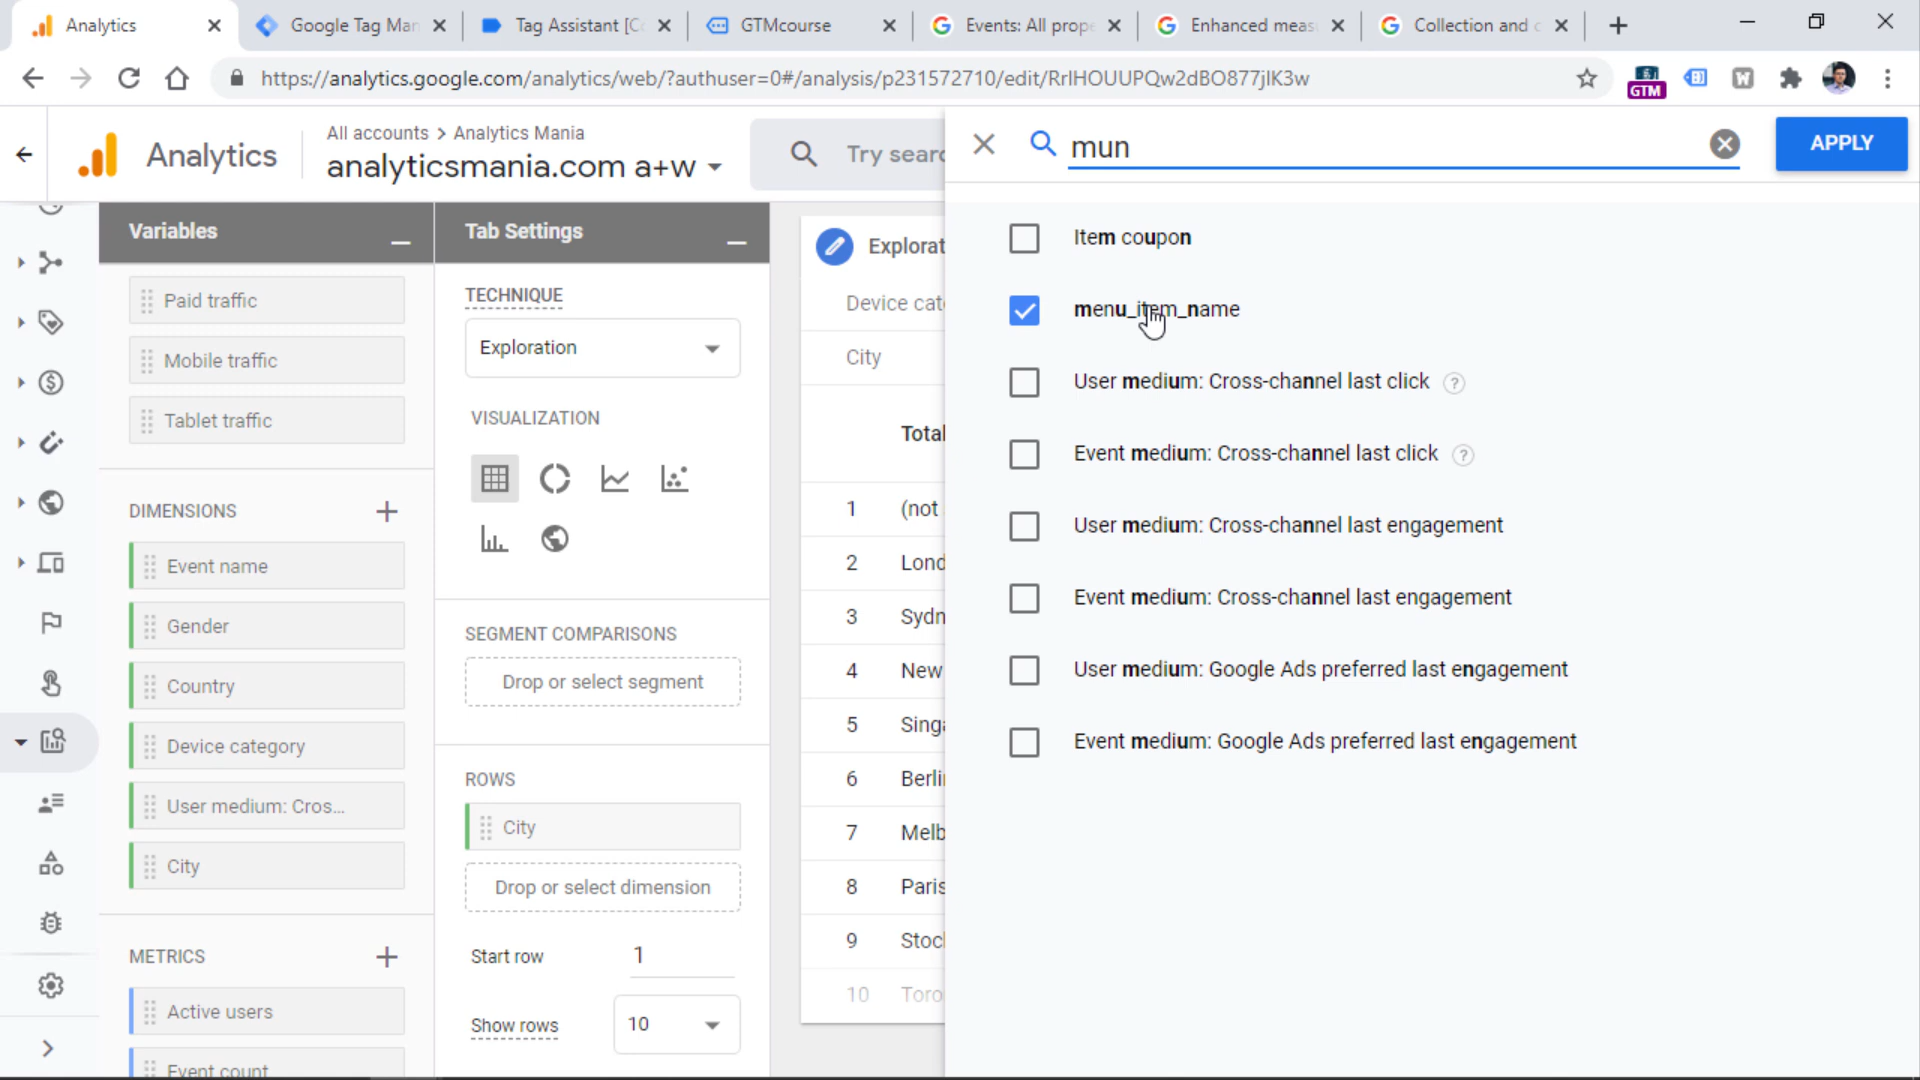 Analytics
Google Tag Man
Tag Assistant [Co
GTMcourse
Events: All prope
Enhanced meas
Collection and c
https://analytics.google.com/analytics/web/?authuser=0#/analysis/p231572710/edit/RrlHOUUPQw2dBO877jlK3w
GTM
W
Analytics
All accounts > Analytics Mania
analyticsmania.com a+w
Try searc
mun
APPLY
Variables
Paid traffic
Mobile traffic
Tablet traffic
DIMENSIONS
Event name
Gender
Country
Device category
User medium: Cros...
City
METRICS
Active users
Event count
Tab Settings
TECHNIQUE
Exploration
VISUALIZATION
SEGMENT COMPARISONS
Drop or select segment
ROWS
City
Drop or select dimension
Start row 1
Show rows 10
Explorat
Device cate
City
Total
1 (not
2 Lond
3 Sydn
4 New
5 Singa
6 Berli
7 Melb
8 Paris
9 Stoc
10 Toro
Item coupon
menu_item_name
User medium: Cross-channel last click ?
Event medium: Cross-channel last click ?
User medium: Cross-channel last engagement
Event medium: Cross-channel last engagement
User medium: Google Ads preferred last engagement
Event medium: Google Ads preferred last engagement